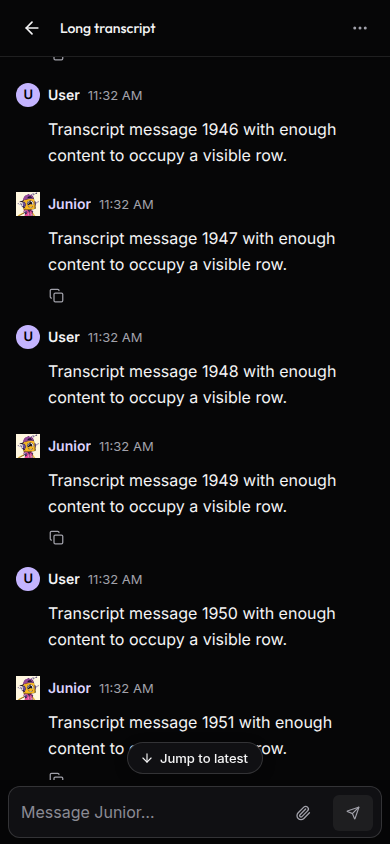 Long transcript
U User 11:32 AM
Transcript message 1946 with enough
content to occupy a visible row.
Junior 11:32 AM
Transcript message 1947 with enough
content to occupy a visible row.
U User 11:32 AM
Transcript message 1948 with enough
content to occupy a visible row.
Junior 11:32 AM
Transcript message 1949 with enough
content to occupy a visible row.
U User 11:32 AM
Transcript message 1950 with enough
content to occupy a visible row.
Junior 11:32 AM
Transcript message 1951 with enough
content to row.
Jump to latest
Message Junior...